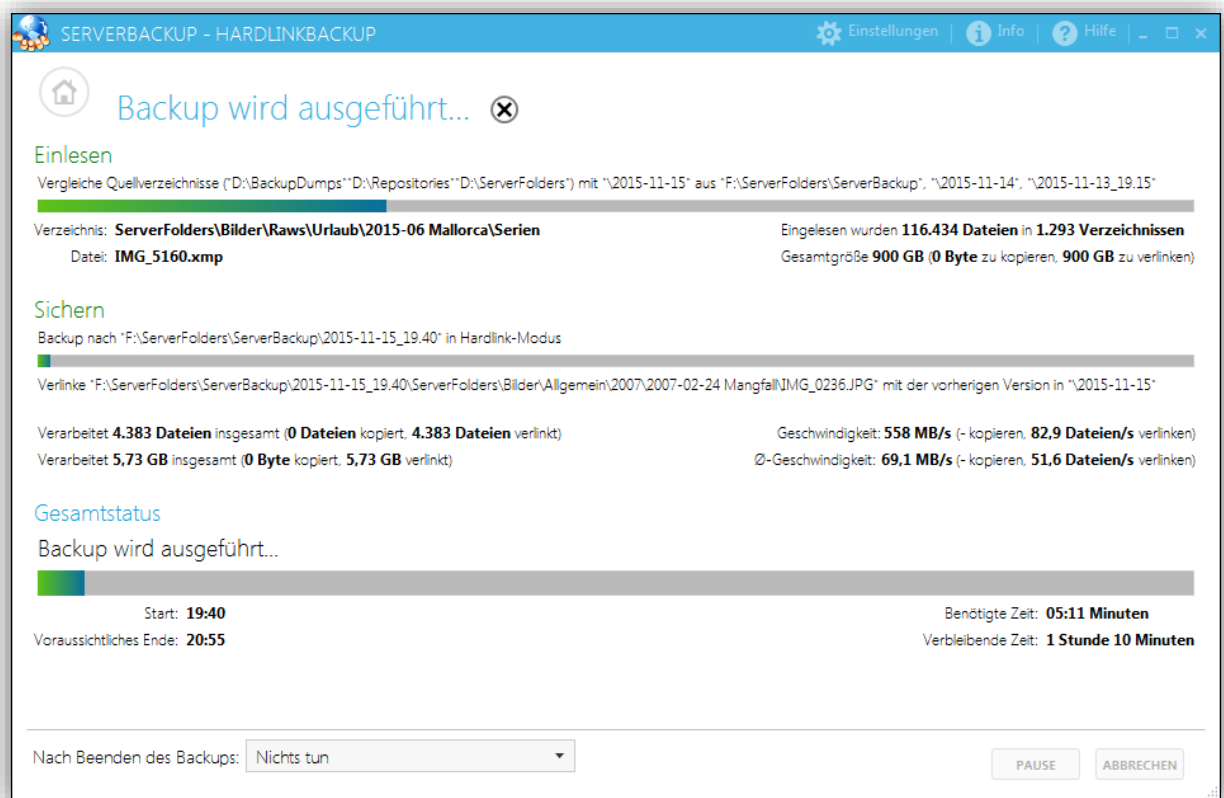 SERVERBACKUP - HARDLINKBACKUP Einstellungen | Info | Hilfe |
Backup wird ausgeführt...
Einlesen
Vergleiche Quellverzeichnisse ("D:\BackupDumps""D:\Repositories""D:\ServerFolders") mit "\2015-11-15" aus "F:\ServerFolders\ServerBackup", "\2015-11-14", "\2015-11-13_19.15"
Verzeichnis: ServerFolders\Bilder\Raws\Urlaub\2015-06 Mallorca\Serien Eingelesen wurden 116.434 Dateien in 1.293 Verzeichnissen
Datei: IMG_5160.xmp Gesamtgröße 900 GB (0 Byte zu kopieren, 900 GB zu verlinken)
Sichern
Backup nach "F:\ServerFolders\ServerBackup\2015-11-15_19.40" in Hardlink-Modus
Verlinke "F:\ServerFolders\ServerBackup\2015-11-15_19.40\ServerFolders\Bilder\Allgemein\2007\2007-02-24 Mangfall\IMG_0236.JPG" mit der vorherigen Version in "\2015-11-15"
Verarbeitet 4.383 Dateien insgesamt (0 Dateien kopiert, 4.383 Dateien verlinkt) Geschwindigkeit: 558 MB/s (- kopieren, 82,9 Dateien/s verlinken)
Verarbeitet 5,73 GB insgesamt (0 Byte kopiert, 5,73 GB verlinkt) Ø-Geschwindigkeit: 69,1 MB/s (- kopieren, 51,6 Dateien/s verlinken)
Gesamtstatus
Backup wird ausgeführt...
Start: 19:40 Benötigte Zeit: 05:11 Minuten
Voraussichtliches Ende: 20:55 Verbleibende Zeit: 1 Stunde 10 Minuten
Nach Beenden des Backups: Nichts tun PAUSE ABBRECHEN